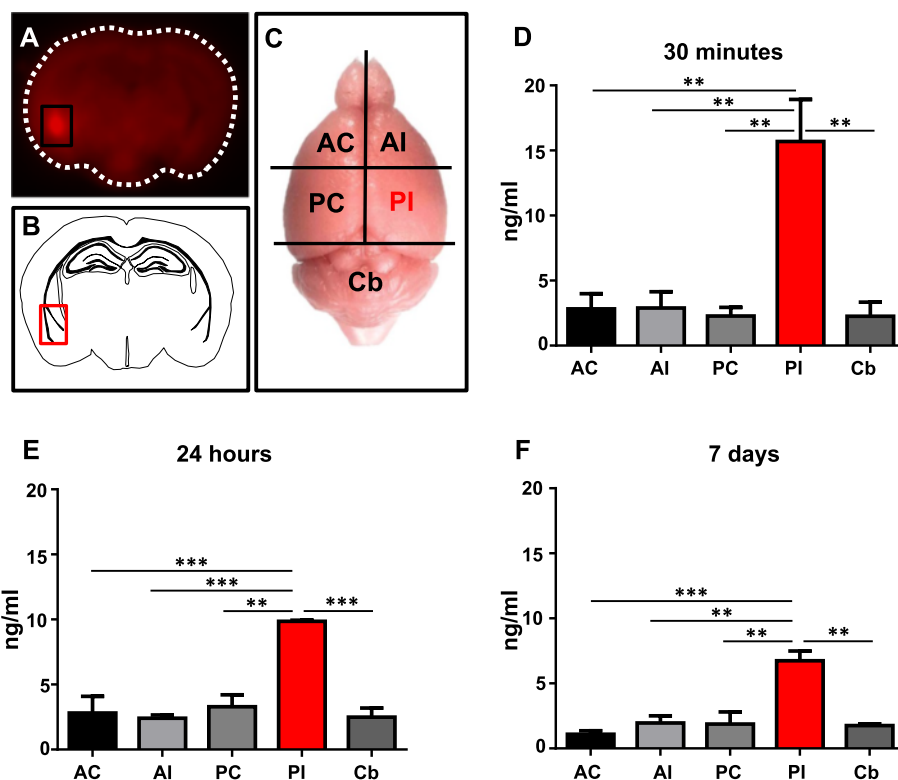 A
B
C
AC AI
PC PI
Cb
D
30 minutes
** 
**
** **
20
15
10
5
0
ng/ml
AC AI PC PI Cb
E
24 hours
***
***
** ***
20
15
10
5
0
ng/ml
AC AI PC PI Cb
F
7 days
***
**
** **
20
15
10
5
0
ng/ml
AC AI PC PI Cb